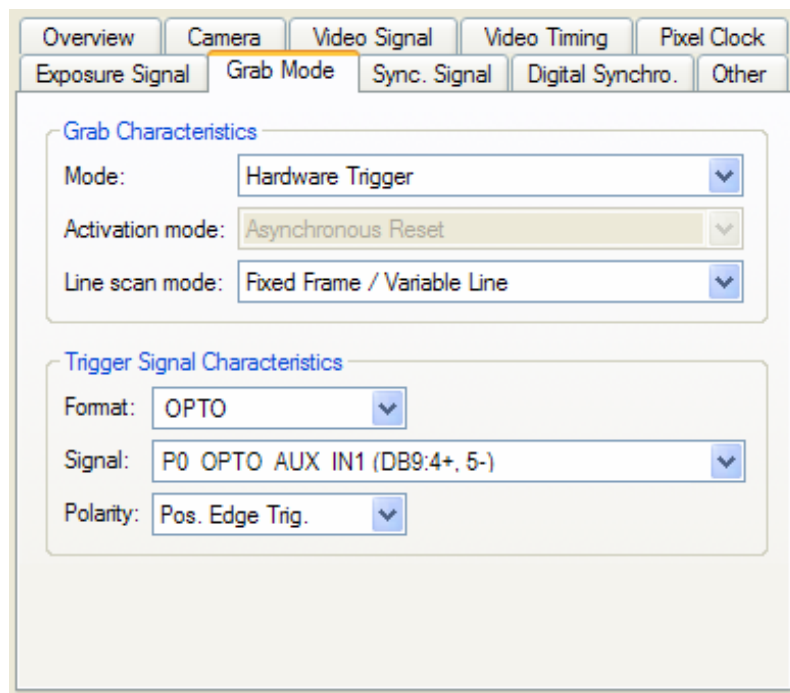 Overview Camera Video Signal Video Timing Pixel Clock
Exposure Signal Grab Mode Sync. Signal Digital Synchro. Other
Grab Characteristics
Mode: Hardware Trigger
Activation mode: Asynchronous Reset
Line scan mode: Fixed Frame / Variable Line
Trigger Signal Characteristics
Format: OPTO
Signal: P0 OPTO AUX IN1 (DB9:4+, 5-)
Polarity: Pos. Edge Trig.